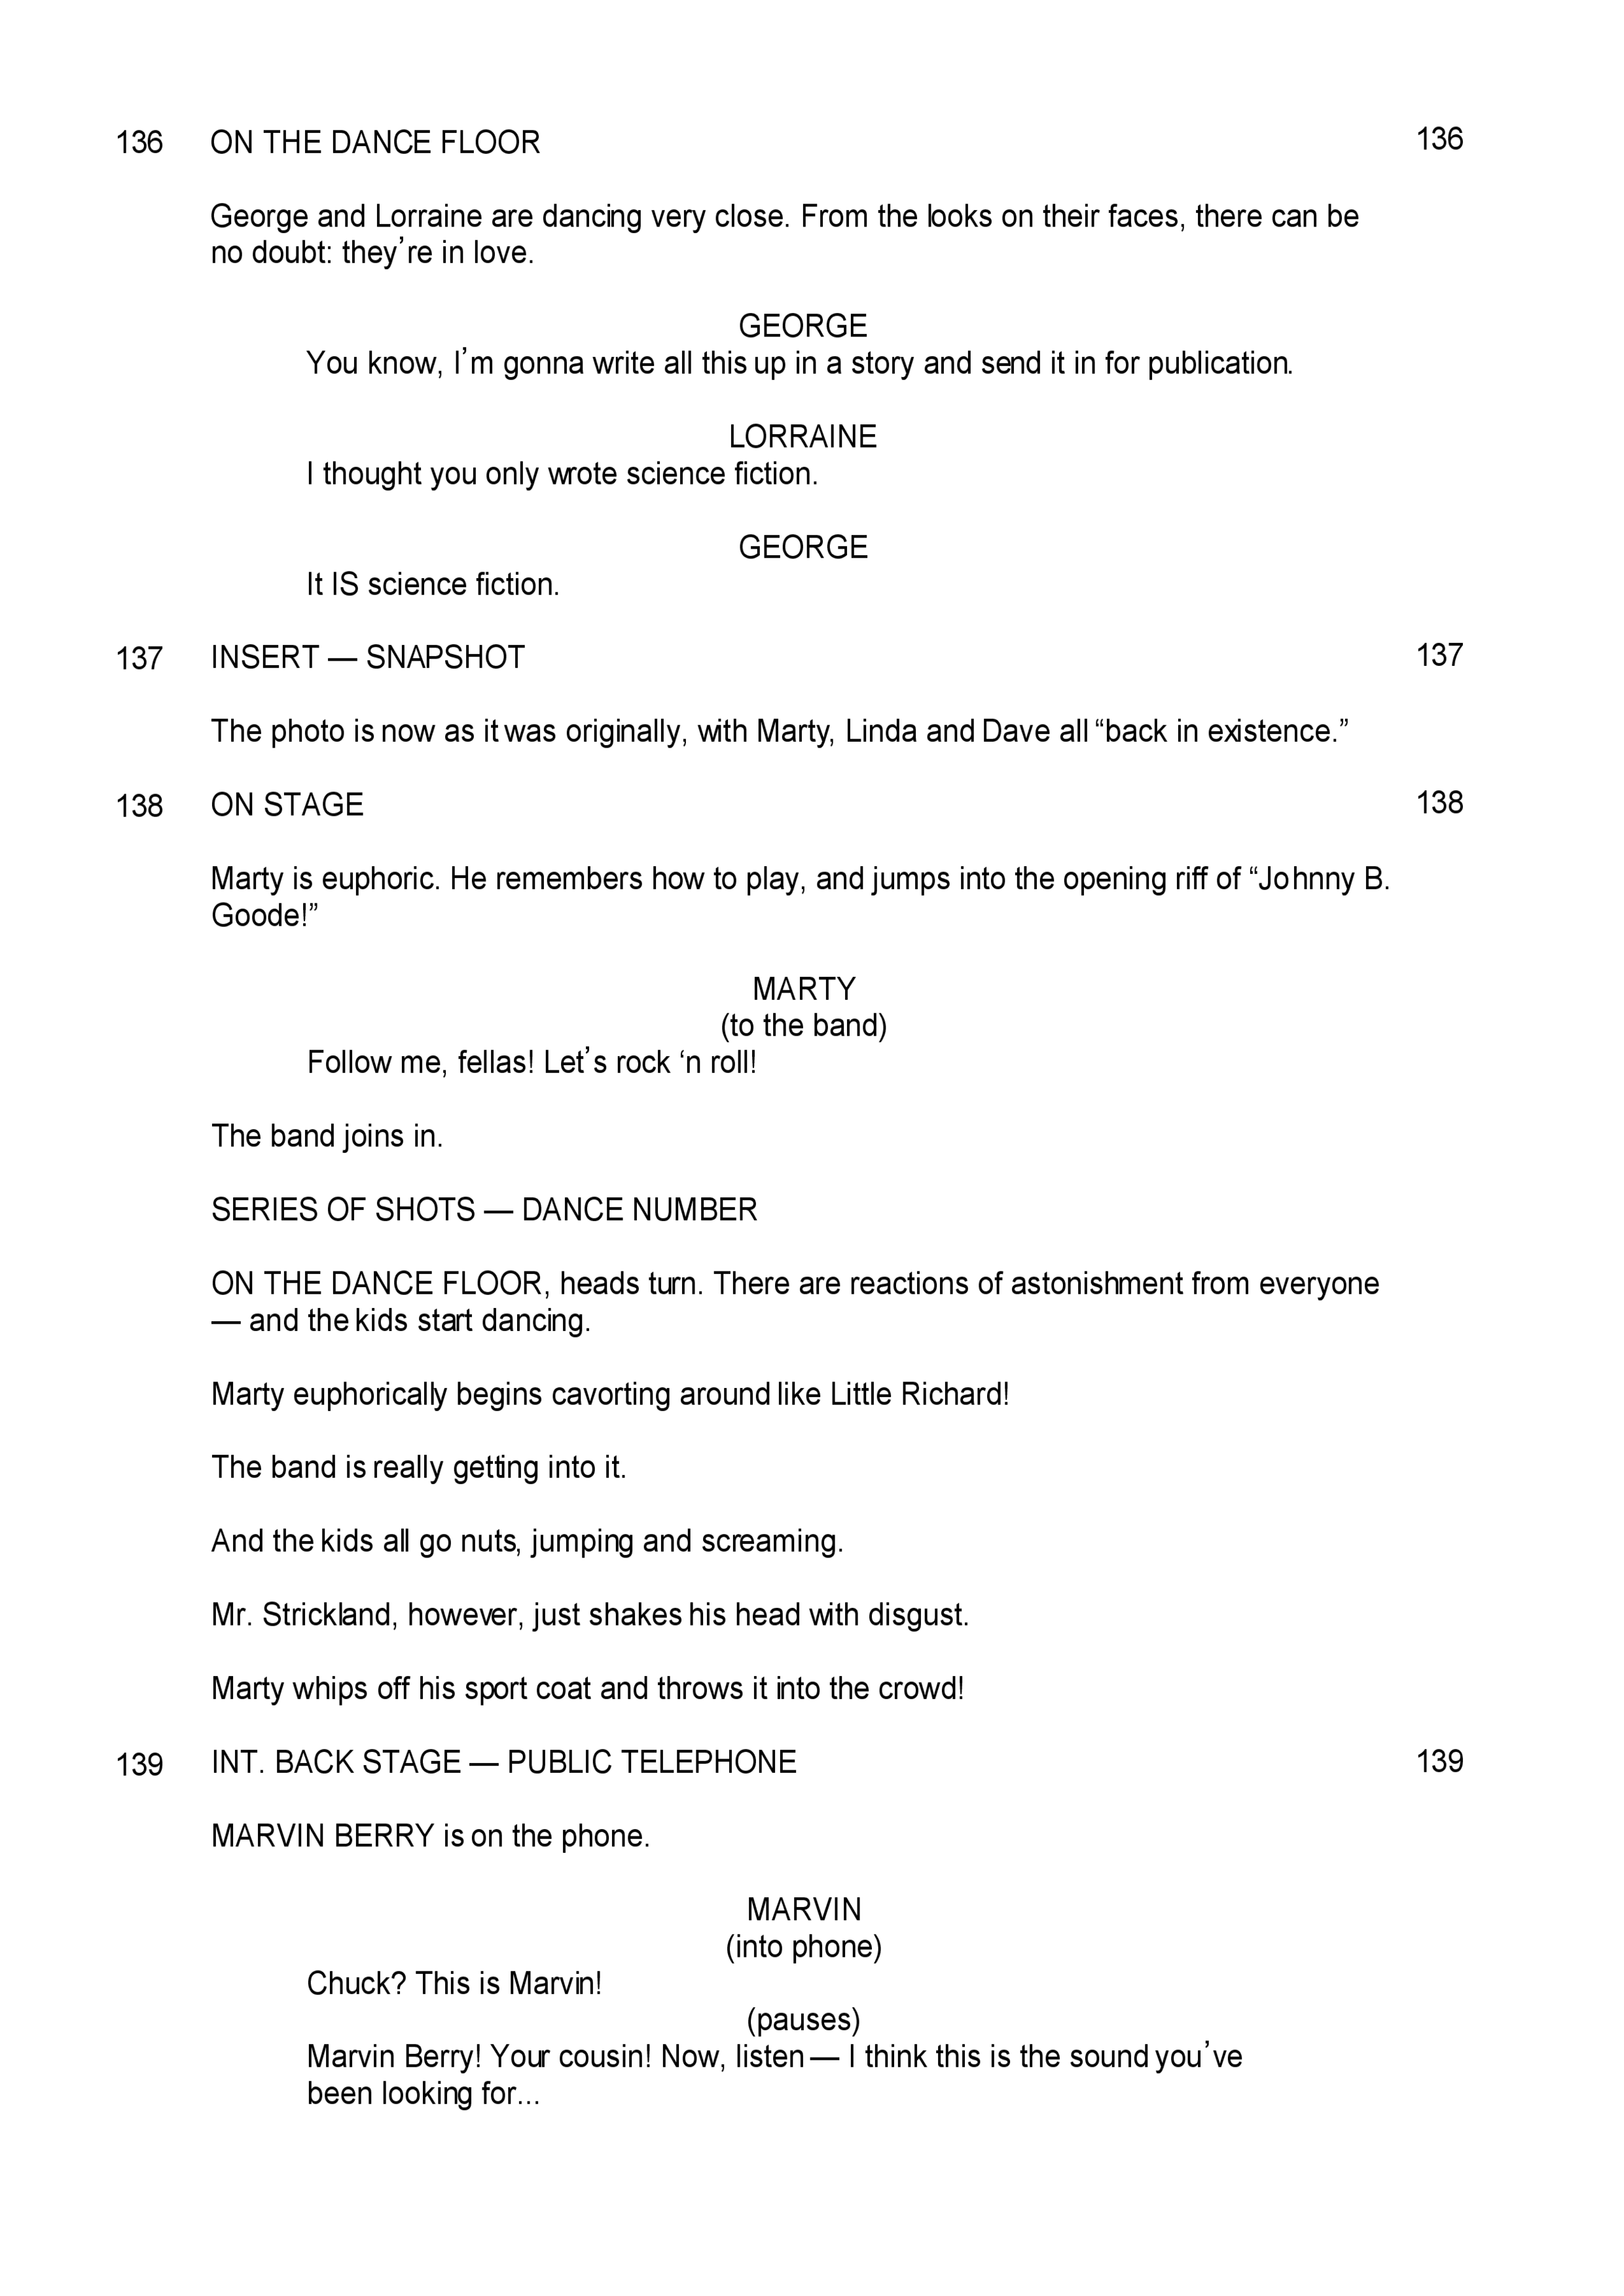 136 ON THE DANCE FLOOR 136
George and Lorraine are dancing very close. From the looks on their faces, there can be
no doubt: they’re in love.
GEORGE
You know, I’m gonna write all this up in a story and send it in for publication.
LORRAINE
I thought you only wrote science fiction.
GEORGE
It IS science fiction.
137 INSERT — SNAPSHOT 137
The photo is now as it was originally, with Marty, Linda and Dave all “back in existence.”
138 ON STAGE 138
Marty is euphoric. He remembers how to play, and jumps into the opening riff of “Johnny B.
Goode!”
MARTY
(to the band)
Follow me, fellas! Let’s rock ‘n roll!
The band joins in.
SERIES OF SHOTS — DANCE NUMBER
ON THE DANCE FLOOR, heads turn. There are reactions of astonishment from everyone
— and the kids start dancing.
Marty euphorically begins cavorting around like Little Richard!
The band is really getting into it.
And the kids all go nuts, jumping and screaming.
Mr. Strickland, however, just shakes his head with disgust.
Marty whips off his sport coat and throws it into the crowd!
139 INT. BACK STAGE — PUBLIC TELEPHONE 139
MARVIN BERRY is on the phone.
MARVIN
(into phone)
Chuck? This is Marvin!
(pauses)
Marvin Berry! Your cousin! Now, listen — I think this is the sound you’ve
been looking for...